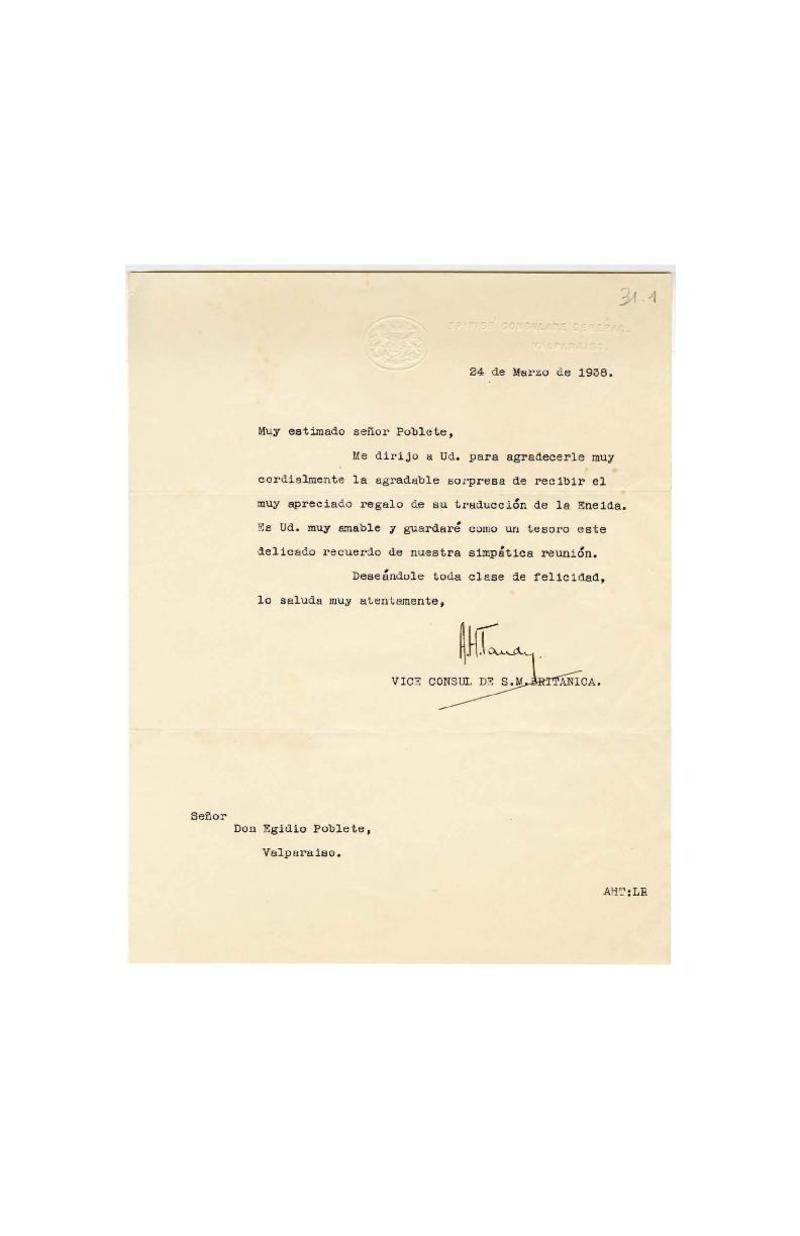 31.1
BRITISH CONSULATE GENERAL,
VALPARAISO.
24 de Marzo de 1938.
Muy estimado señor Poblete,
Me dirijo a Ud. para agradecerle muy
cordialmente la agradable sorpresa de recibir el
muy apreciado regalo de su traducción de la Eneida.
Es Ud. muy amable y guardaré como un tesoro este
delicado recuerdo de nuestra simpática reunión.
Deseándole toda clase de felicidad,
lo saluda muy atentamente,
A.H.Tandy.
VICE CONSUL DE S.M.BRITANICA.
Señor
Don Egidio Poblete,
Valparaiso.
AHT:LR